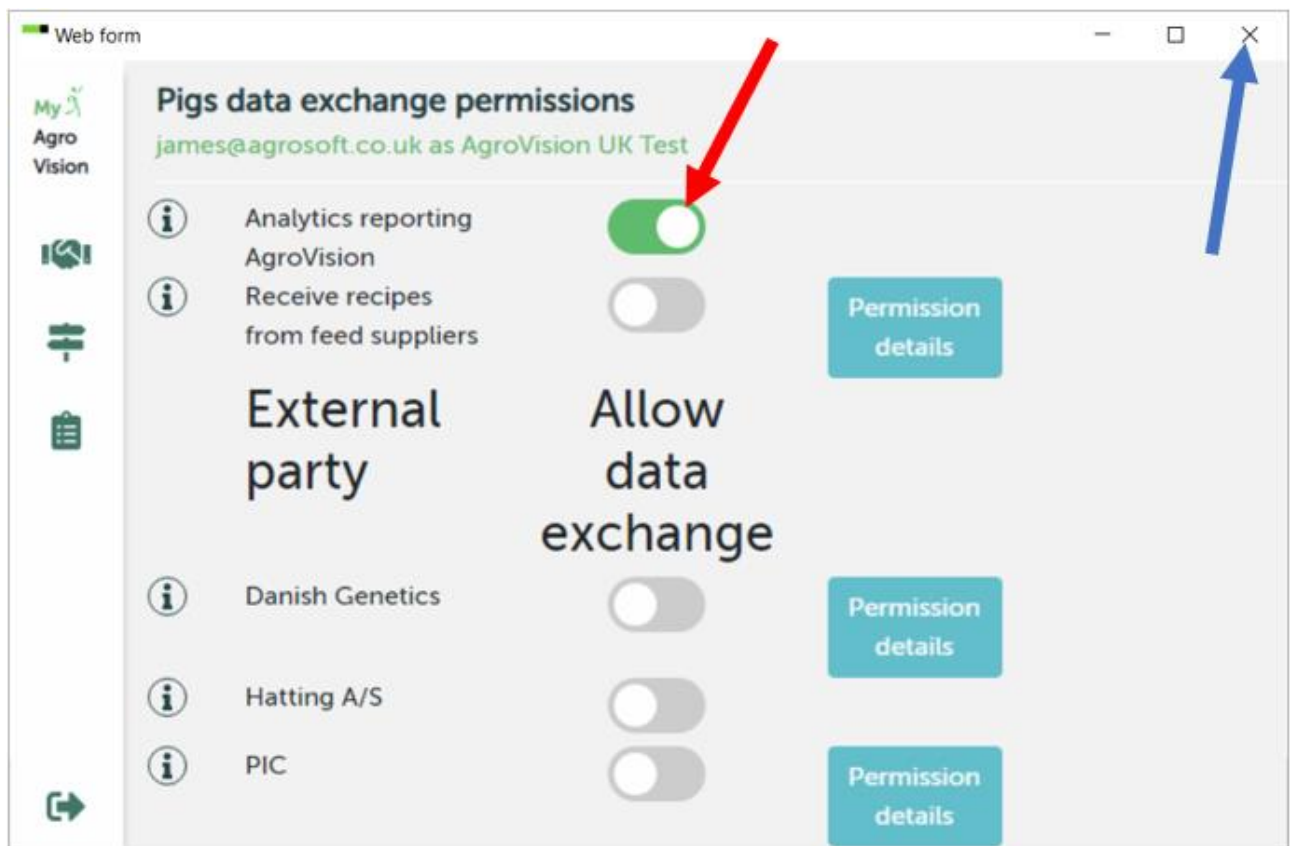 Web form
My
Agro
Vision
Pigs data exchange permissions
james@agrosoft.co.uk as AgroVision UK Test
Analytics reporting
AgroVision
Receive recipes
from feed suppliers
Permission
details
External
party
Allow
data
exchange
Danish Genetics
Permission
details
Hatting A/S
PIC
Permission
details